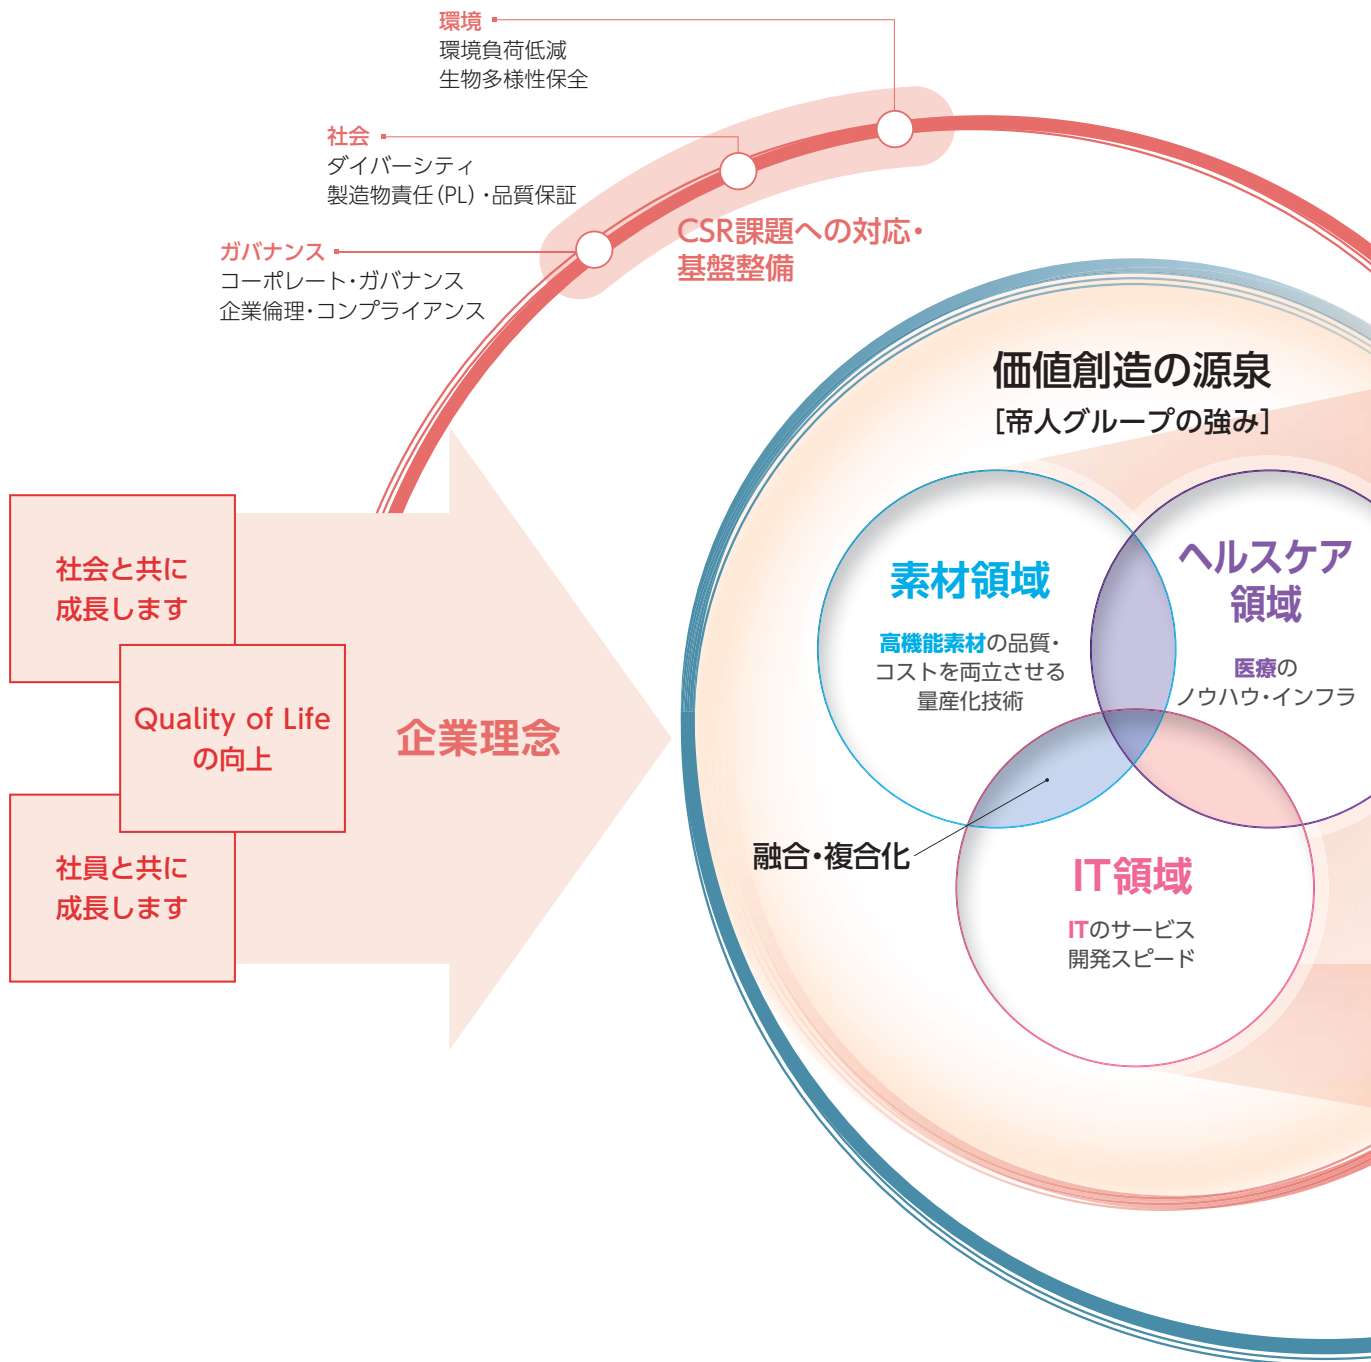 環境
環境負荷低減
生物多様性保全
社会
ダイバーシティ
製造物責任(PL)・品質保証
ガバナンス
コーポレート・ガバナンス
企業倫理・コンプライアンス
CSR課題への対応・
基盤整備
社会と共に
成長します
Quality of Life
の向上
社員と共に
成長します
企業理念
価値創造の源泉
[帝人グループの強み]
素材領域
高機能素材の品質・
コストを両立させる
量産化技術
ヘルスケア
領域
医療の
ノウハウ・インフラ
融合・複合化
IT領域
ITのサービス
開発スピード